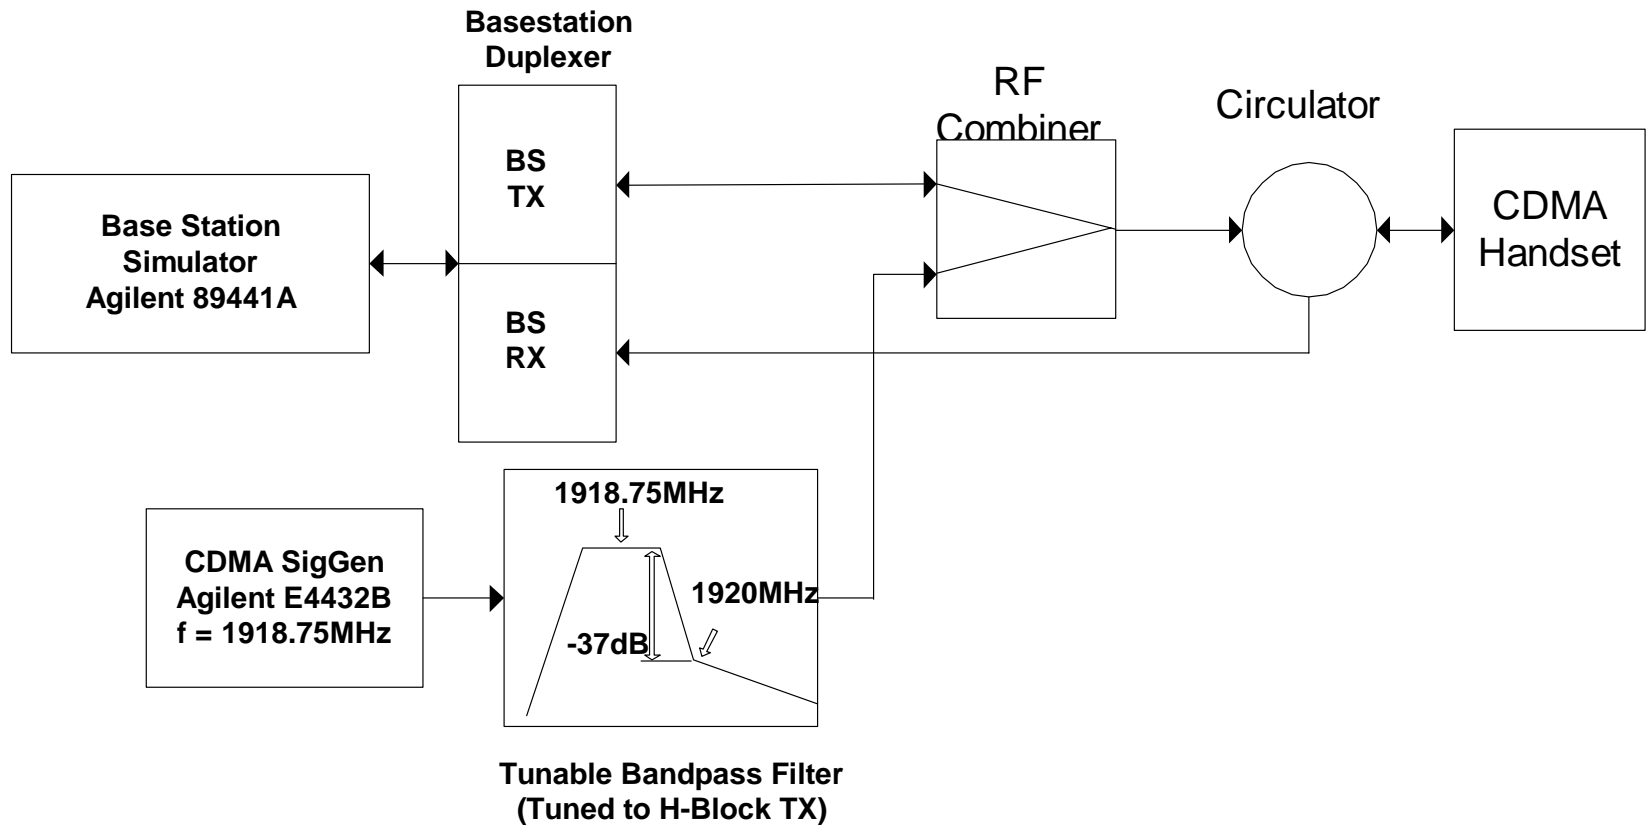 Basestation
Duplexer
RF
Combiner
Circulator
BS
TX
CDMA
Handset
Base Station
Simulator
Agilent 89441A
BS
RX
1918.75MHz
CDMA SigGen
Agilent E4432B
f = 1918.75MHz
1920MHz
-37dB
Tunable Bandpass Filter
(Tuned to H-Block TX)